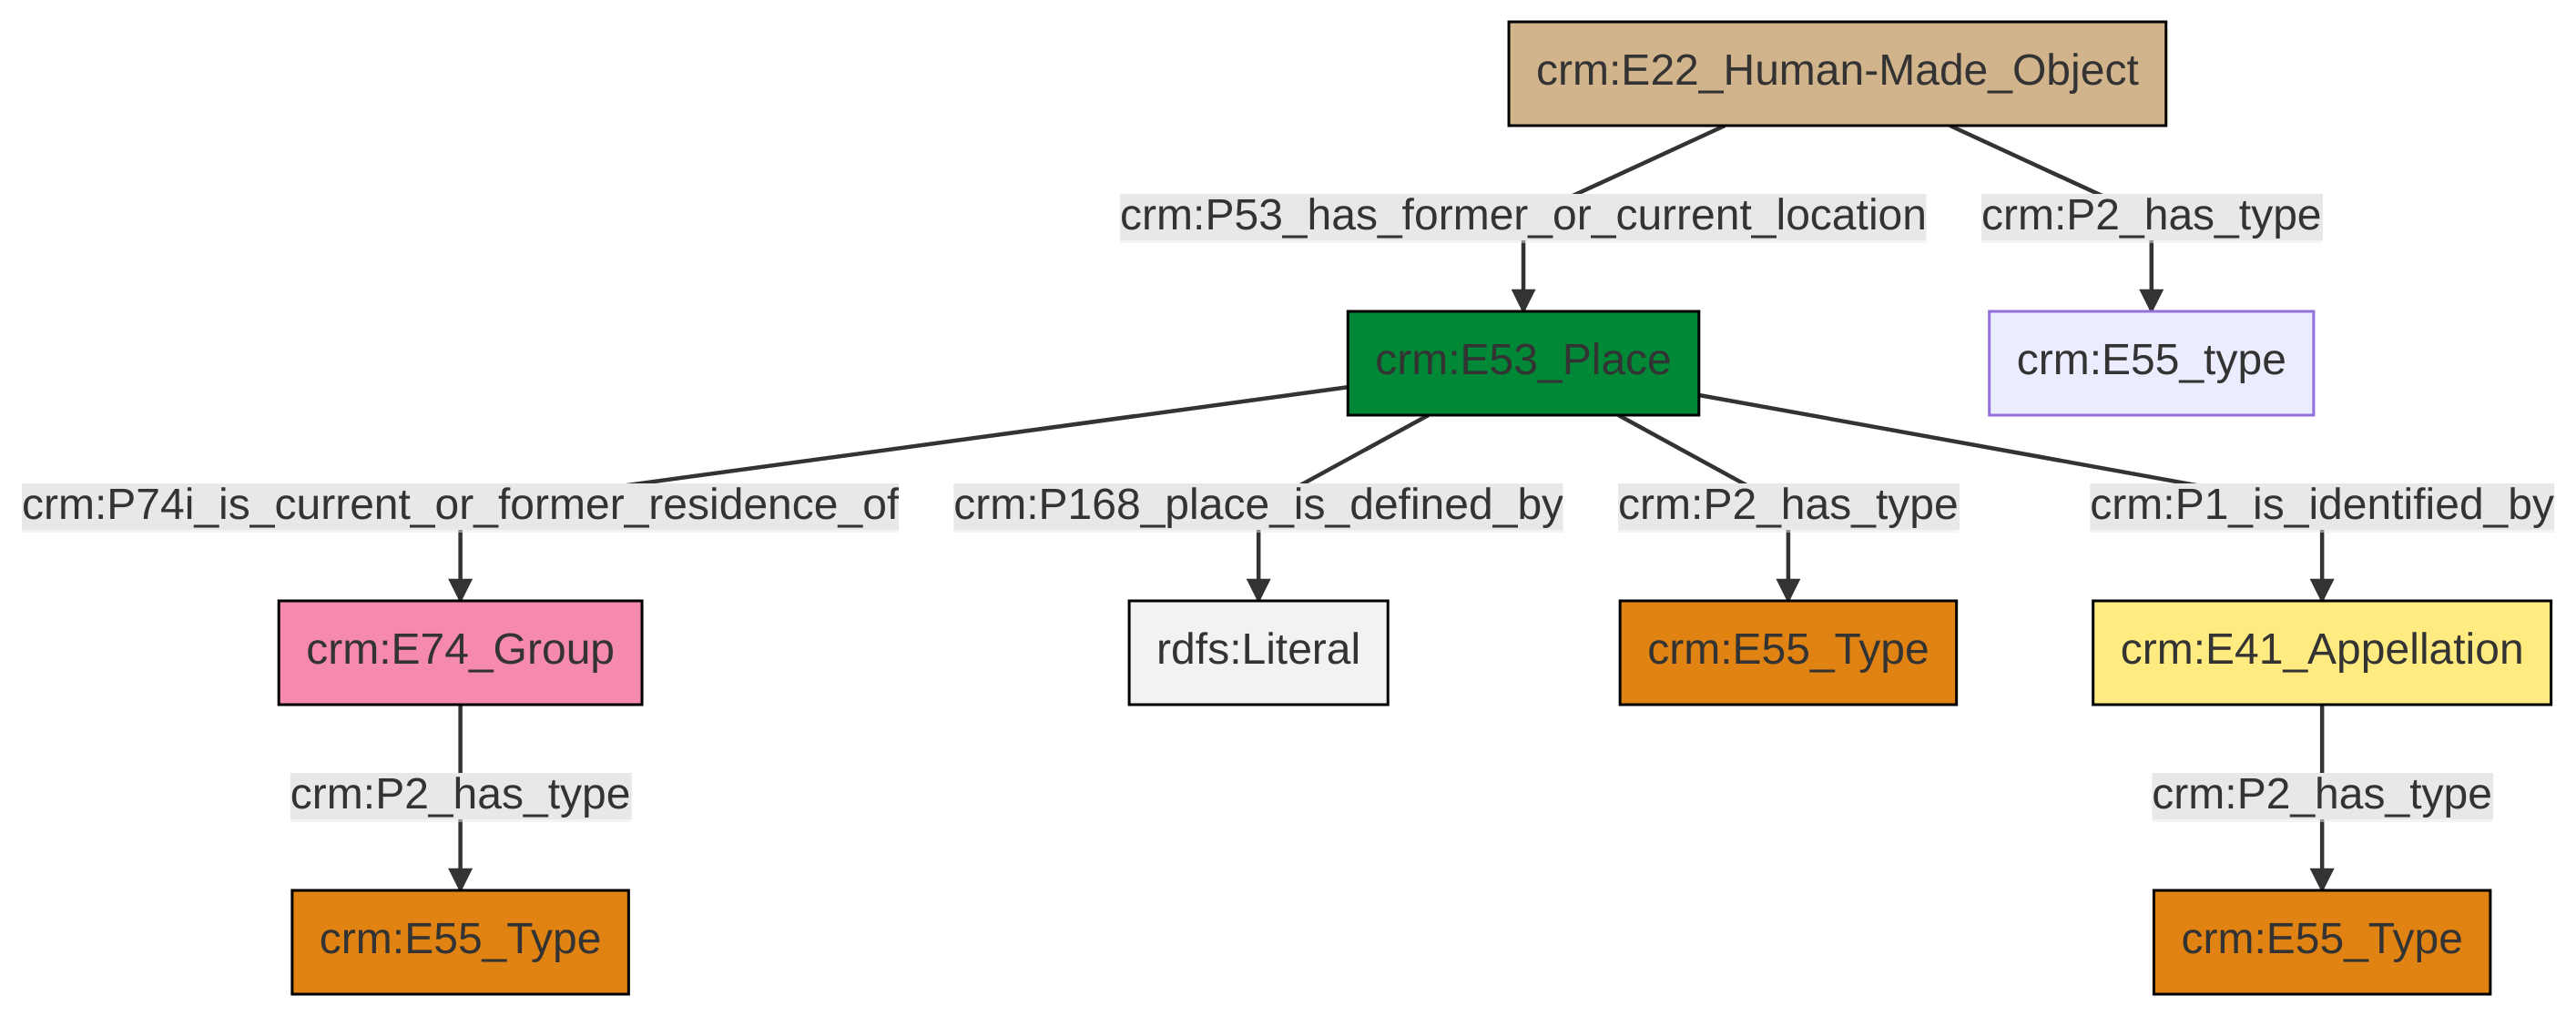 crm:E22_Human-Made_Object
crm:P53_has_former_or_current_location
crm:P2_has_type
crm:E53_Place
crm:E55_type
crm:P74i_is_current_or_former_residence_of
crm:P168_place_is_defined_by
crm:P2_has_type
crm:P1_is_identified_by
crm:E74_Group
rdfs:Literal
crm:E55_Type
crm:E41_Appellation
crm:P2_has_type
crm:P2_has_type
crm:E55_Type
crm:E55_Type